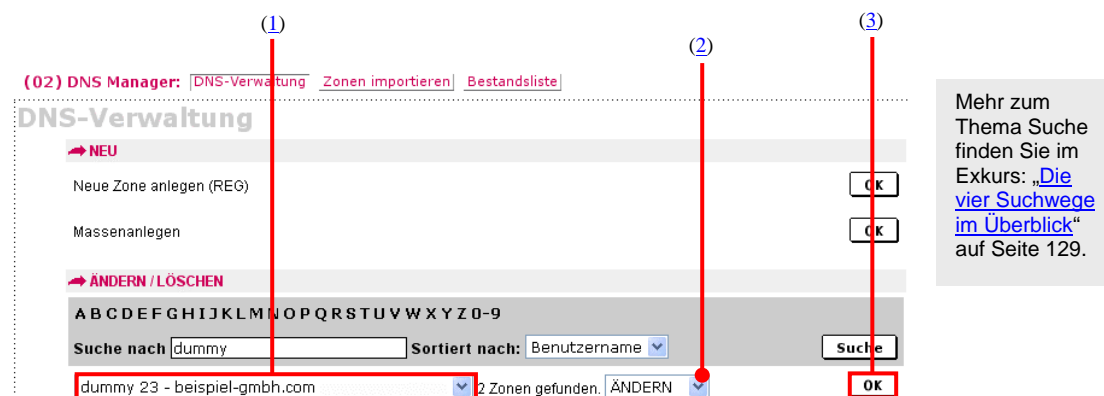 (1)
(2)
(3)
(02) DNS Manager: DNS-Verwaltung Zonen importieren Bestandsliste
DNS-Verwaltung
NEU
Neue Zone anlegen (REG) OK
Massenanlegen OK
ÄNDERN / LÖSCHEN
A B C D E F G H I J K L M N O P Q R S T U V W X Y Z 0-9
Suche nach dummy Sortiert nach: Benutzername Suche
dummy 23 - beispiel-gmbh.com 2 Zonen gefunden. ÄNDERN OK
Mehr zum
Thema Suche
finden Sie im
Exkurs: „Die
vier Suchwege
im Überblick“
auf Seite 129.